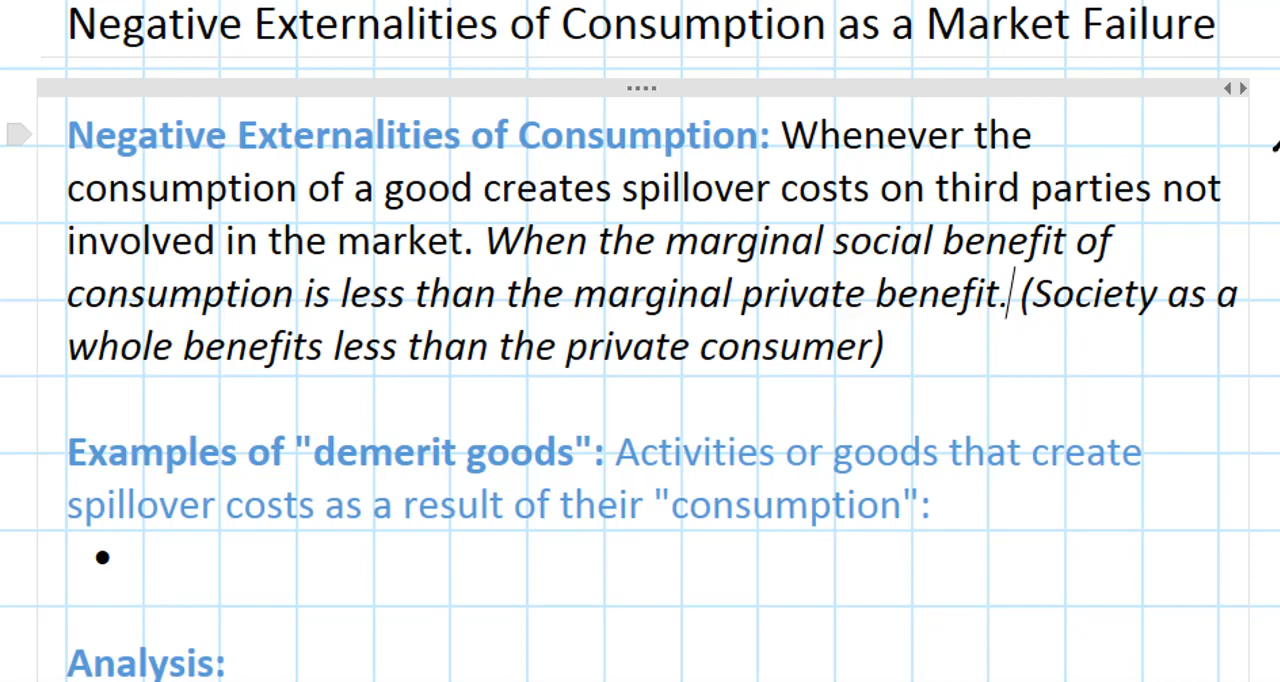 Negative Externalities of Consumption as a Market Failure
Negative Externalities of Consumption: Whenever the
consumption of a good creates spillover costs on third parties not
involved in the market. When the marginal social benefit of
consumption is less than the marginal private benefit. (Society as a
whole benefits less than the private consumer)
Examples of "demerit goods": Activities or goods that create
spillover costs as a result of their "consumption":
•
Analysis: